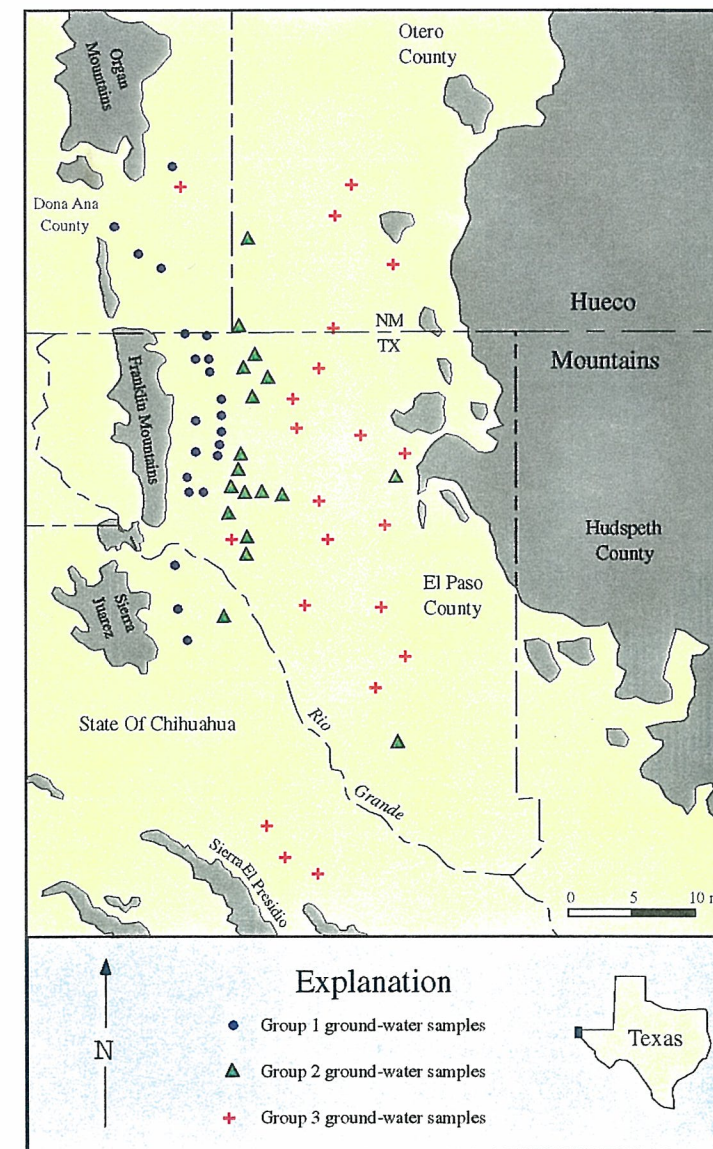 Otero
County
Organ
Mountains
Dona Ana
County
Hueco
NM
TX
Mountains
Franklin Mountains
Hudspeth
County
El Paso
County
Sierra
Juarez
State Of Chihuahua
Rio
Grande
Sierra El Presidio
0 5 10 m
Explanation
N
Group 1 ground-water samples
Group 2 ground-water samples
Group 3 ground-water samples
Texas